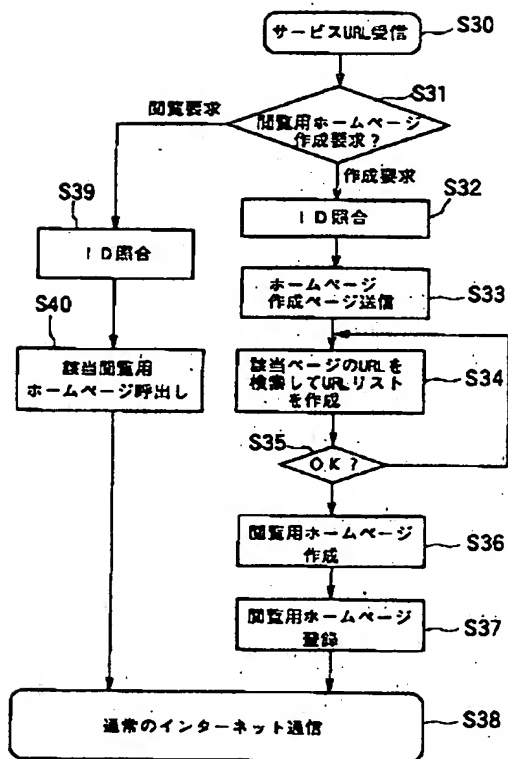 サービスURL受信
S30
S31
閲覧要求
閲覧用ホームページ
作成要求?
作成要求
S32
S39
ID照合
ID照合
ホームページ
作成ページ送信
S33
S40
該当閲覧用
ホームページ呼出し
該当ページのURLを
検索してURLリスト
を作成
S34
S35
OK?
閲覧用ホームページ
作成
S36
閲覧用ホームページ
登録
S37
通常のインターネット通信
S38